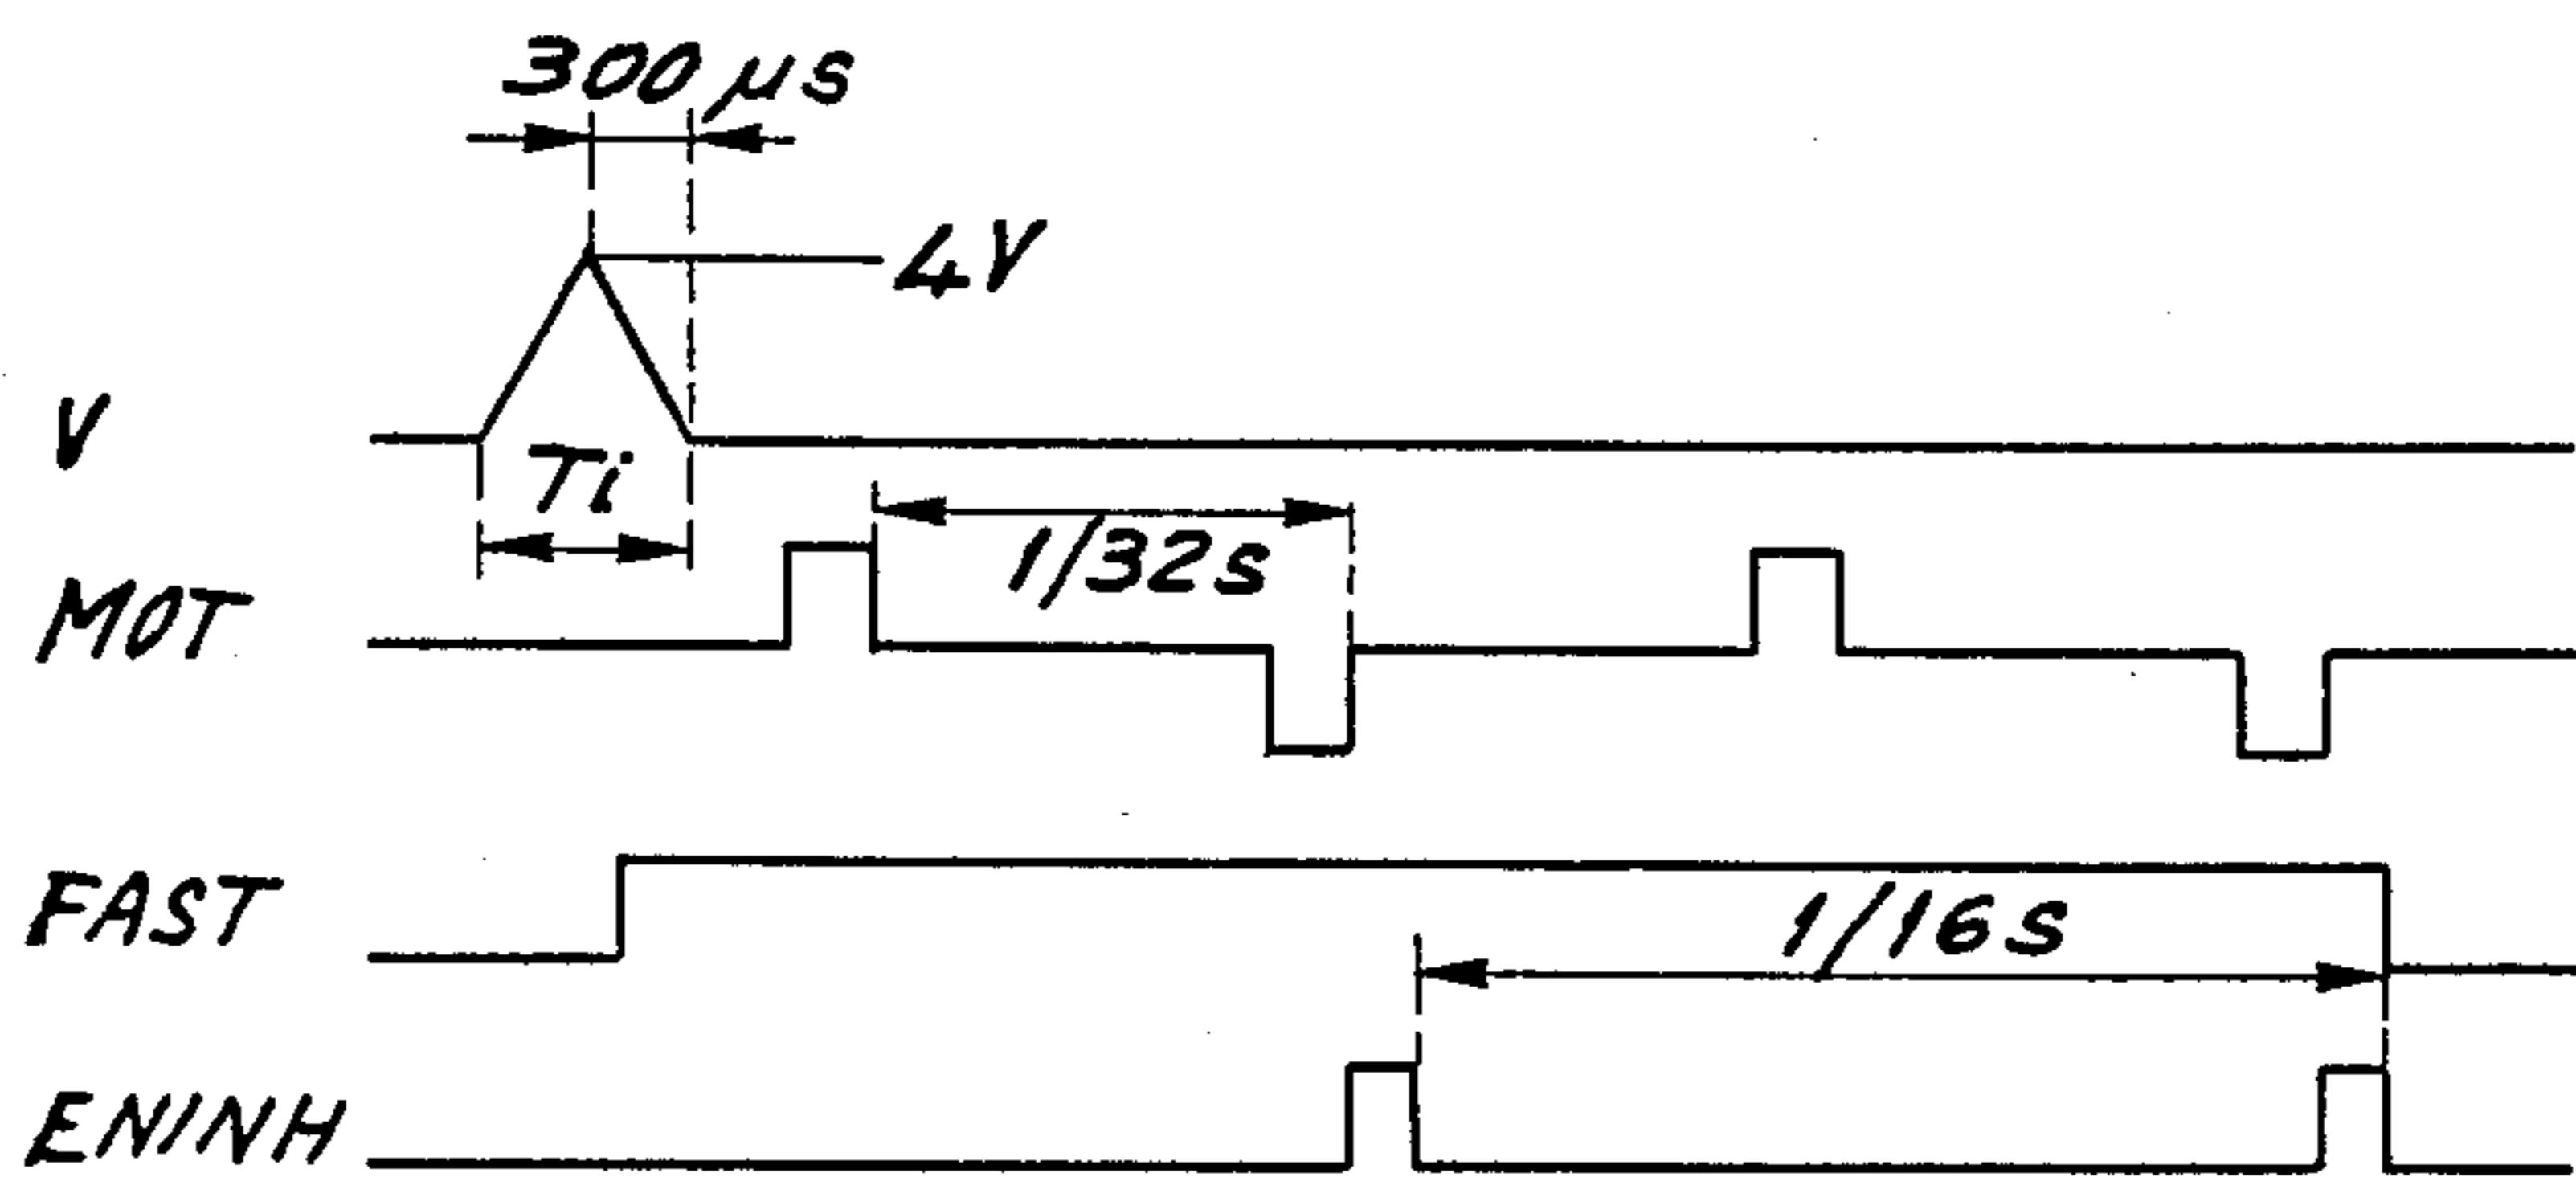 300 μs
4V
V
Ti
1/32s
MOT
FAST
1/16s
ENINH